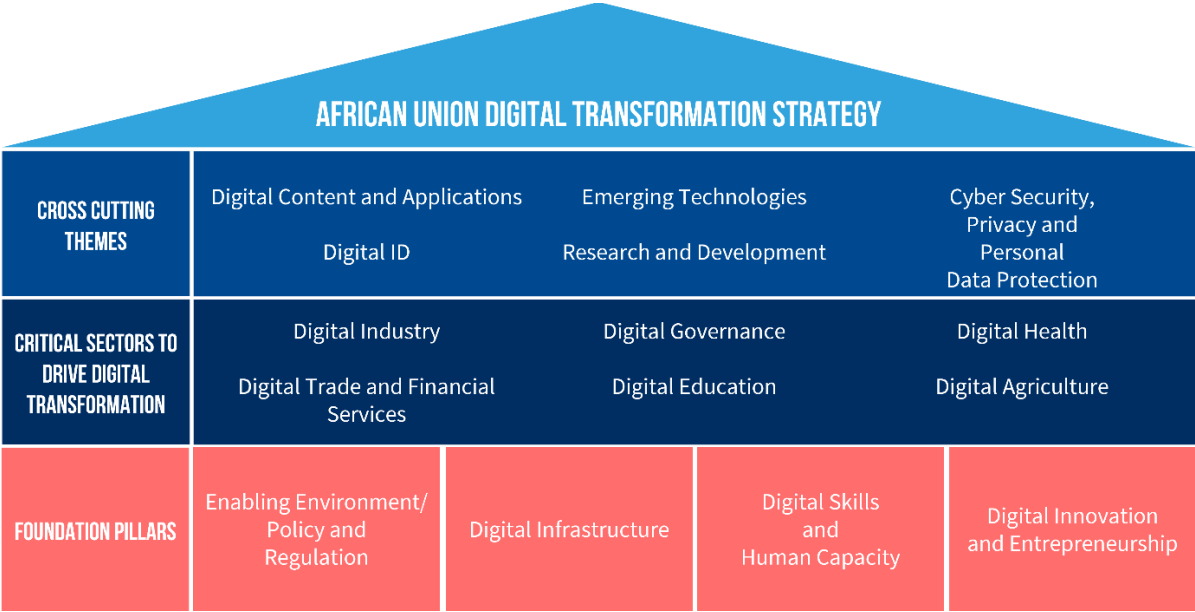 AFRICAN UNION DIGITAL TRANSFORMATION STRATEGY
CROSS CUTTING
THEMES
Digital Content and Applications
Digital ID
Emerging Technologies
Research and Development
Cyber Security,
Privacy and
Personal
Data Protection
CRITICAL SECTORS TO
DRIVE DIGITAL
TRANSFORMATION
Digital Industry
Digital Trade and Financial
Services
Digital Governance
Digital Education
Digital Health
Digital Agriculture
FOUNDATION PILLARS
Enabling Environment/
Policy and
Regulation
Digital Infrastructure
Digital Skills
and
Human Capacity
Digital Innovation
and Entrepreneurship